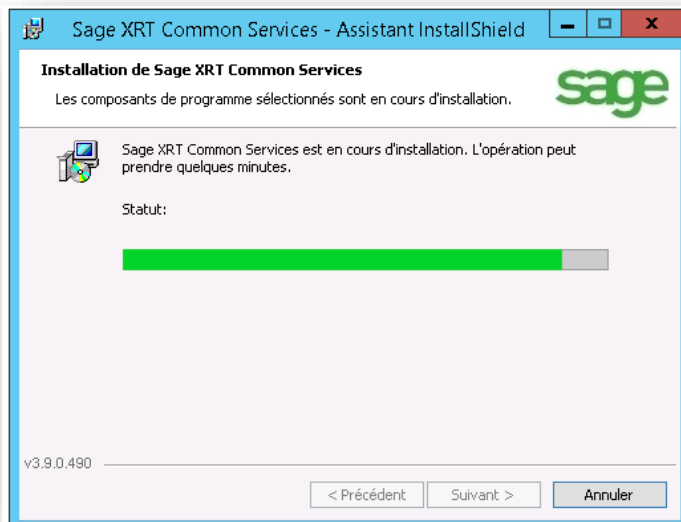 Sage XRT Common Services - Assistant InstallShield
Installation de Sage XRT Common Services
Les composants de programme sélectionnés sont en cours d'installation.
sage
Sage XRT Common Services est en cours d'installation. L'opération peut
prendre quelques minutes.
Statut:
v3.9.0.490
< Précédent
Suivant >
Annuler